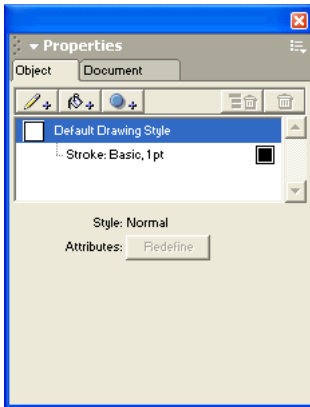 Properties
Object Document
Default Drawing Style
Stroke: Basic, 1pt
Style: Normal
Attributes: Redefine